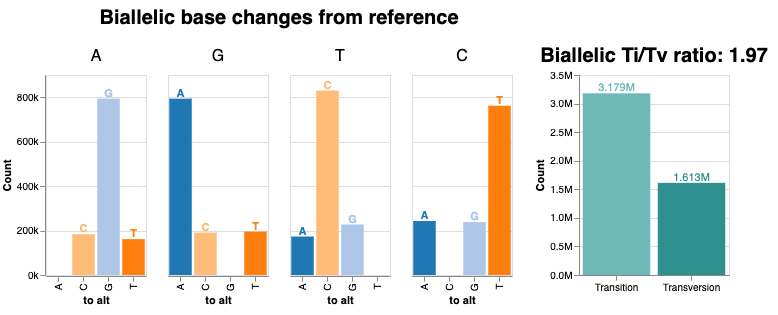 Biallelic base changes from reference
A
G
T
C
Count
800k
600k
400k
200k
0k
C
G
T
A
C
G
T
to alt
A
C
T
A
C
G
T
to alt
A
C
G
A
C
G
T
to alt
A
G
T
A
C
G
T
to alt
Biallelic Ti/Tv ratio: 1.97
Count
3.5M
3.0M
2.5M
2.0M
1.5M
1.0M
0.5M
0.0M
3.179M
1.613M
Transition
Transversion